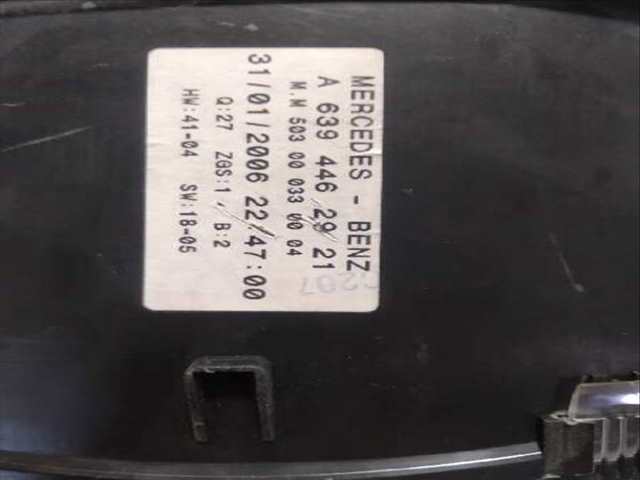 MERCEDES - BENZ
A 639 446 29 21
M.M 503 00 033 00 04
31/01/2006 22:47:00
Q:27 ZGS:1 B:2
HW:41-04 SW:18-05